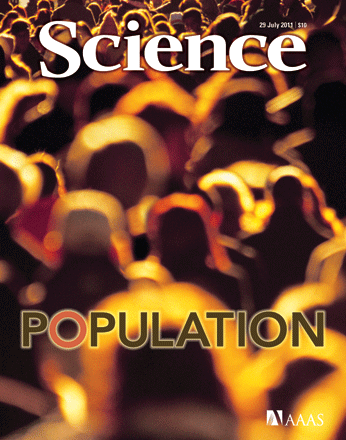 29 July 2011 | $10
Science
POPULATION
AAAS